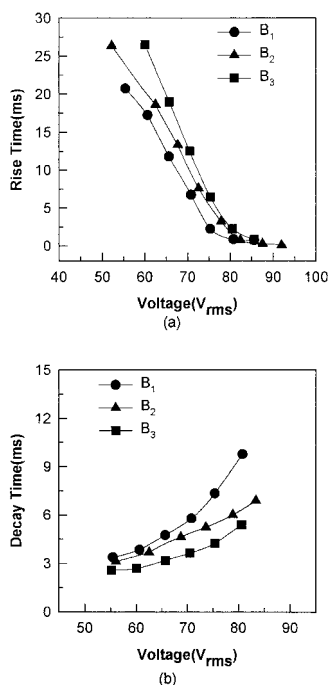 30
25
20
15
10
5
0
Rise Time(ms)
B1
B2
B3
40 50 60 70 80 90 100
Voltage(Vrms)
(a)
15
12
9
6
3
0
Decay Time(ms)
B1
B2
B3
50 60 70 80 90
Voltage(Vrms)
(b)